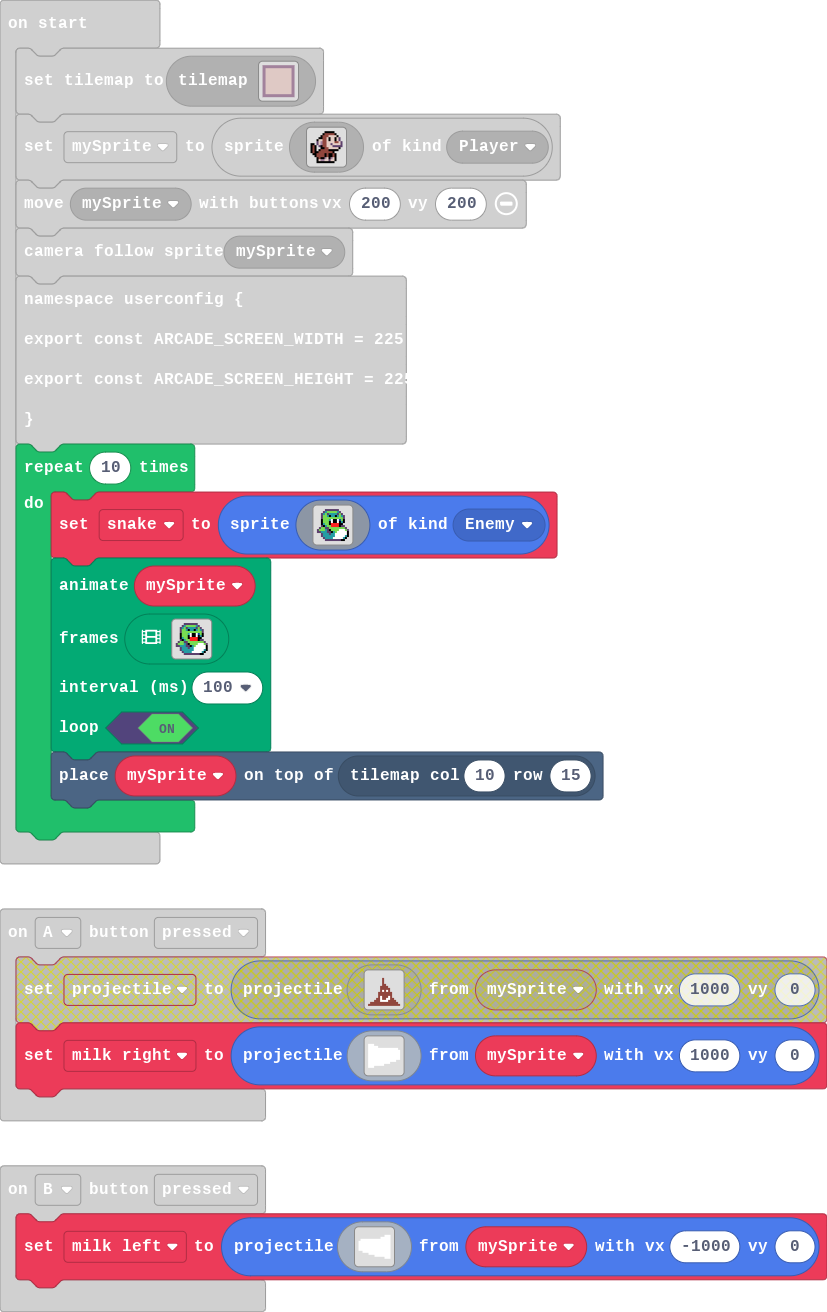 on start
set tilemap to tilemap
set mySprite to sprite of kind Player
move mySprite with buttons vx 200 vy 200
camera follow sprite mySprite
namespace userconfig {
export const ARCADE_SCREEN_WIDTH = 225
export const ARCADE_SCREEN_HEIGHT = 225
}
repeat 10 times
do
set snake to sprite of kind Enemy
animate mySprite
frames
interval (ms) 100
loop ON
place mySprite on top of tilemap col 10 row 15
on A button pressed
set projectile to projectile from mySprite with vx 1000 vy 0
set milk right to projectile from mySprite with vx 1000 vy 0
on B button pressed
set milk left to projectile from mySprite with vx -1000 vy 0